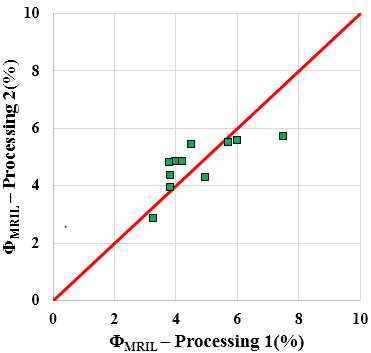 10
8
6
4
2
0
ΦMRIL – Processing 2(%)
0 2 4 6 8 10
ΦMRIL – Processing 1(%)